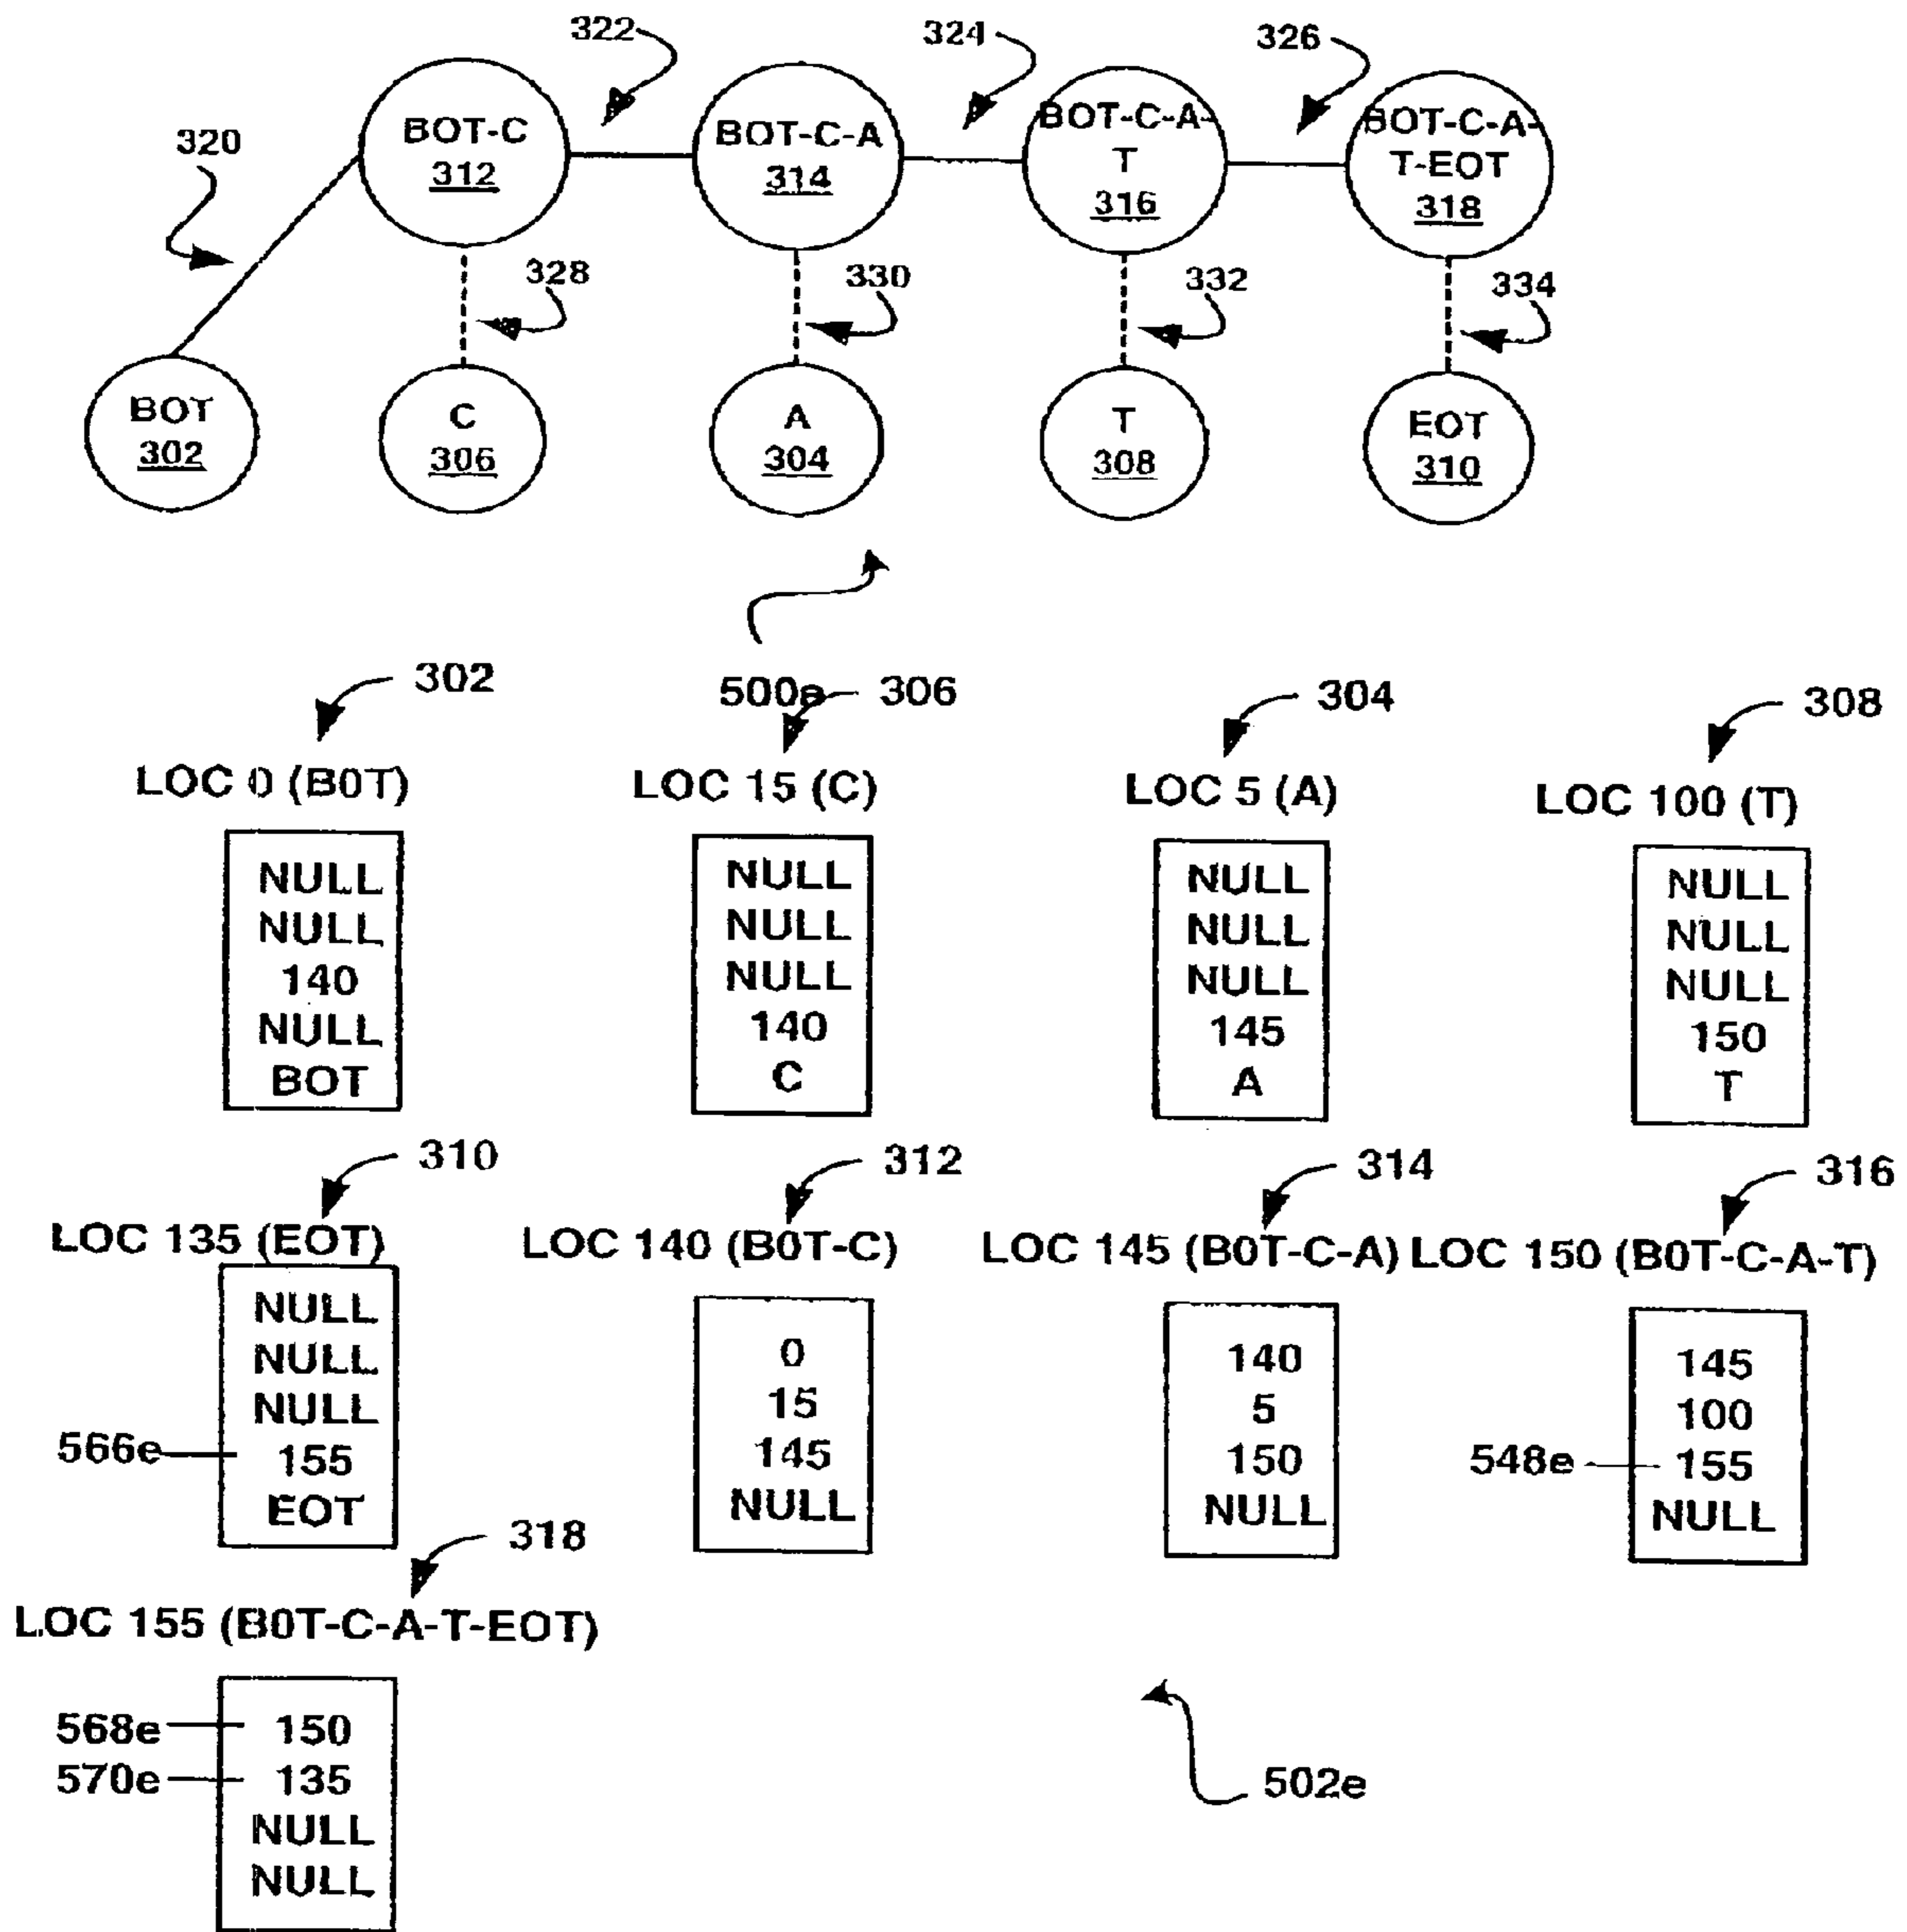 322
324
326
320
BOT-C
312
BOT-C-A
314
BOT-C-A-
T
316
BOT-C-A-
T-EOT
318
328
330
332
334
BOT
302
C
306
A
304
T
308
EOT
310
500e
302
306
304
308
LOC 0 (B0T)
NULL
NULL
140
NULL
BOT
LOC 15 (C)
NULL
NULL
NULL
140
C
LOC 5 (A)
NULL
NULL
NULL
145
A
LOC 100 (T)
NULL
NULL
NULL
150
T
310
312
314
316
LOC 135 (EOT)
NULL
NULL
NULL
566e 155
EOT
LOC 140 (B0T-C)
0
15
145
NULL
LOC 145 (B0T-C-A)
140
5
150
NULL
LOC 150 (B0T-C-A-T)
145
100
548e 155
NULL
318
LOC 155 (B0T-C-A-T-EOT)
568e 150
570e 135
NULL
NULL
502e